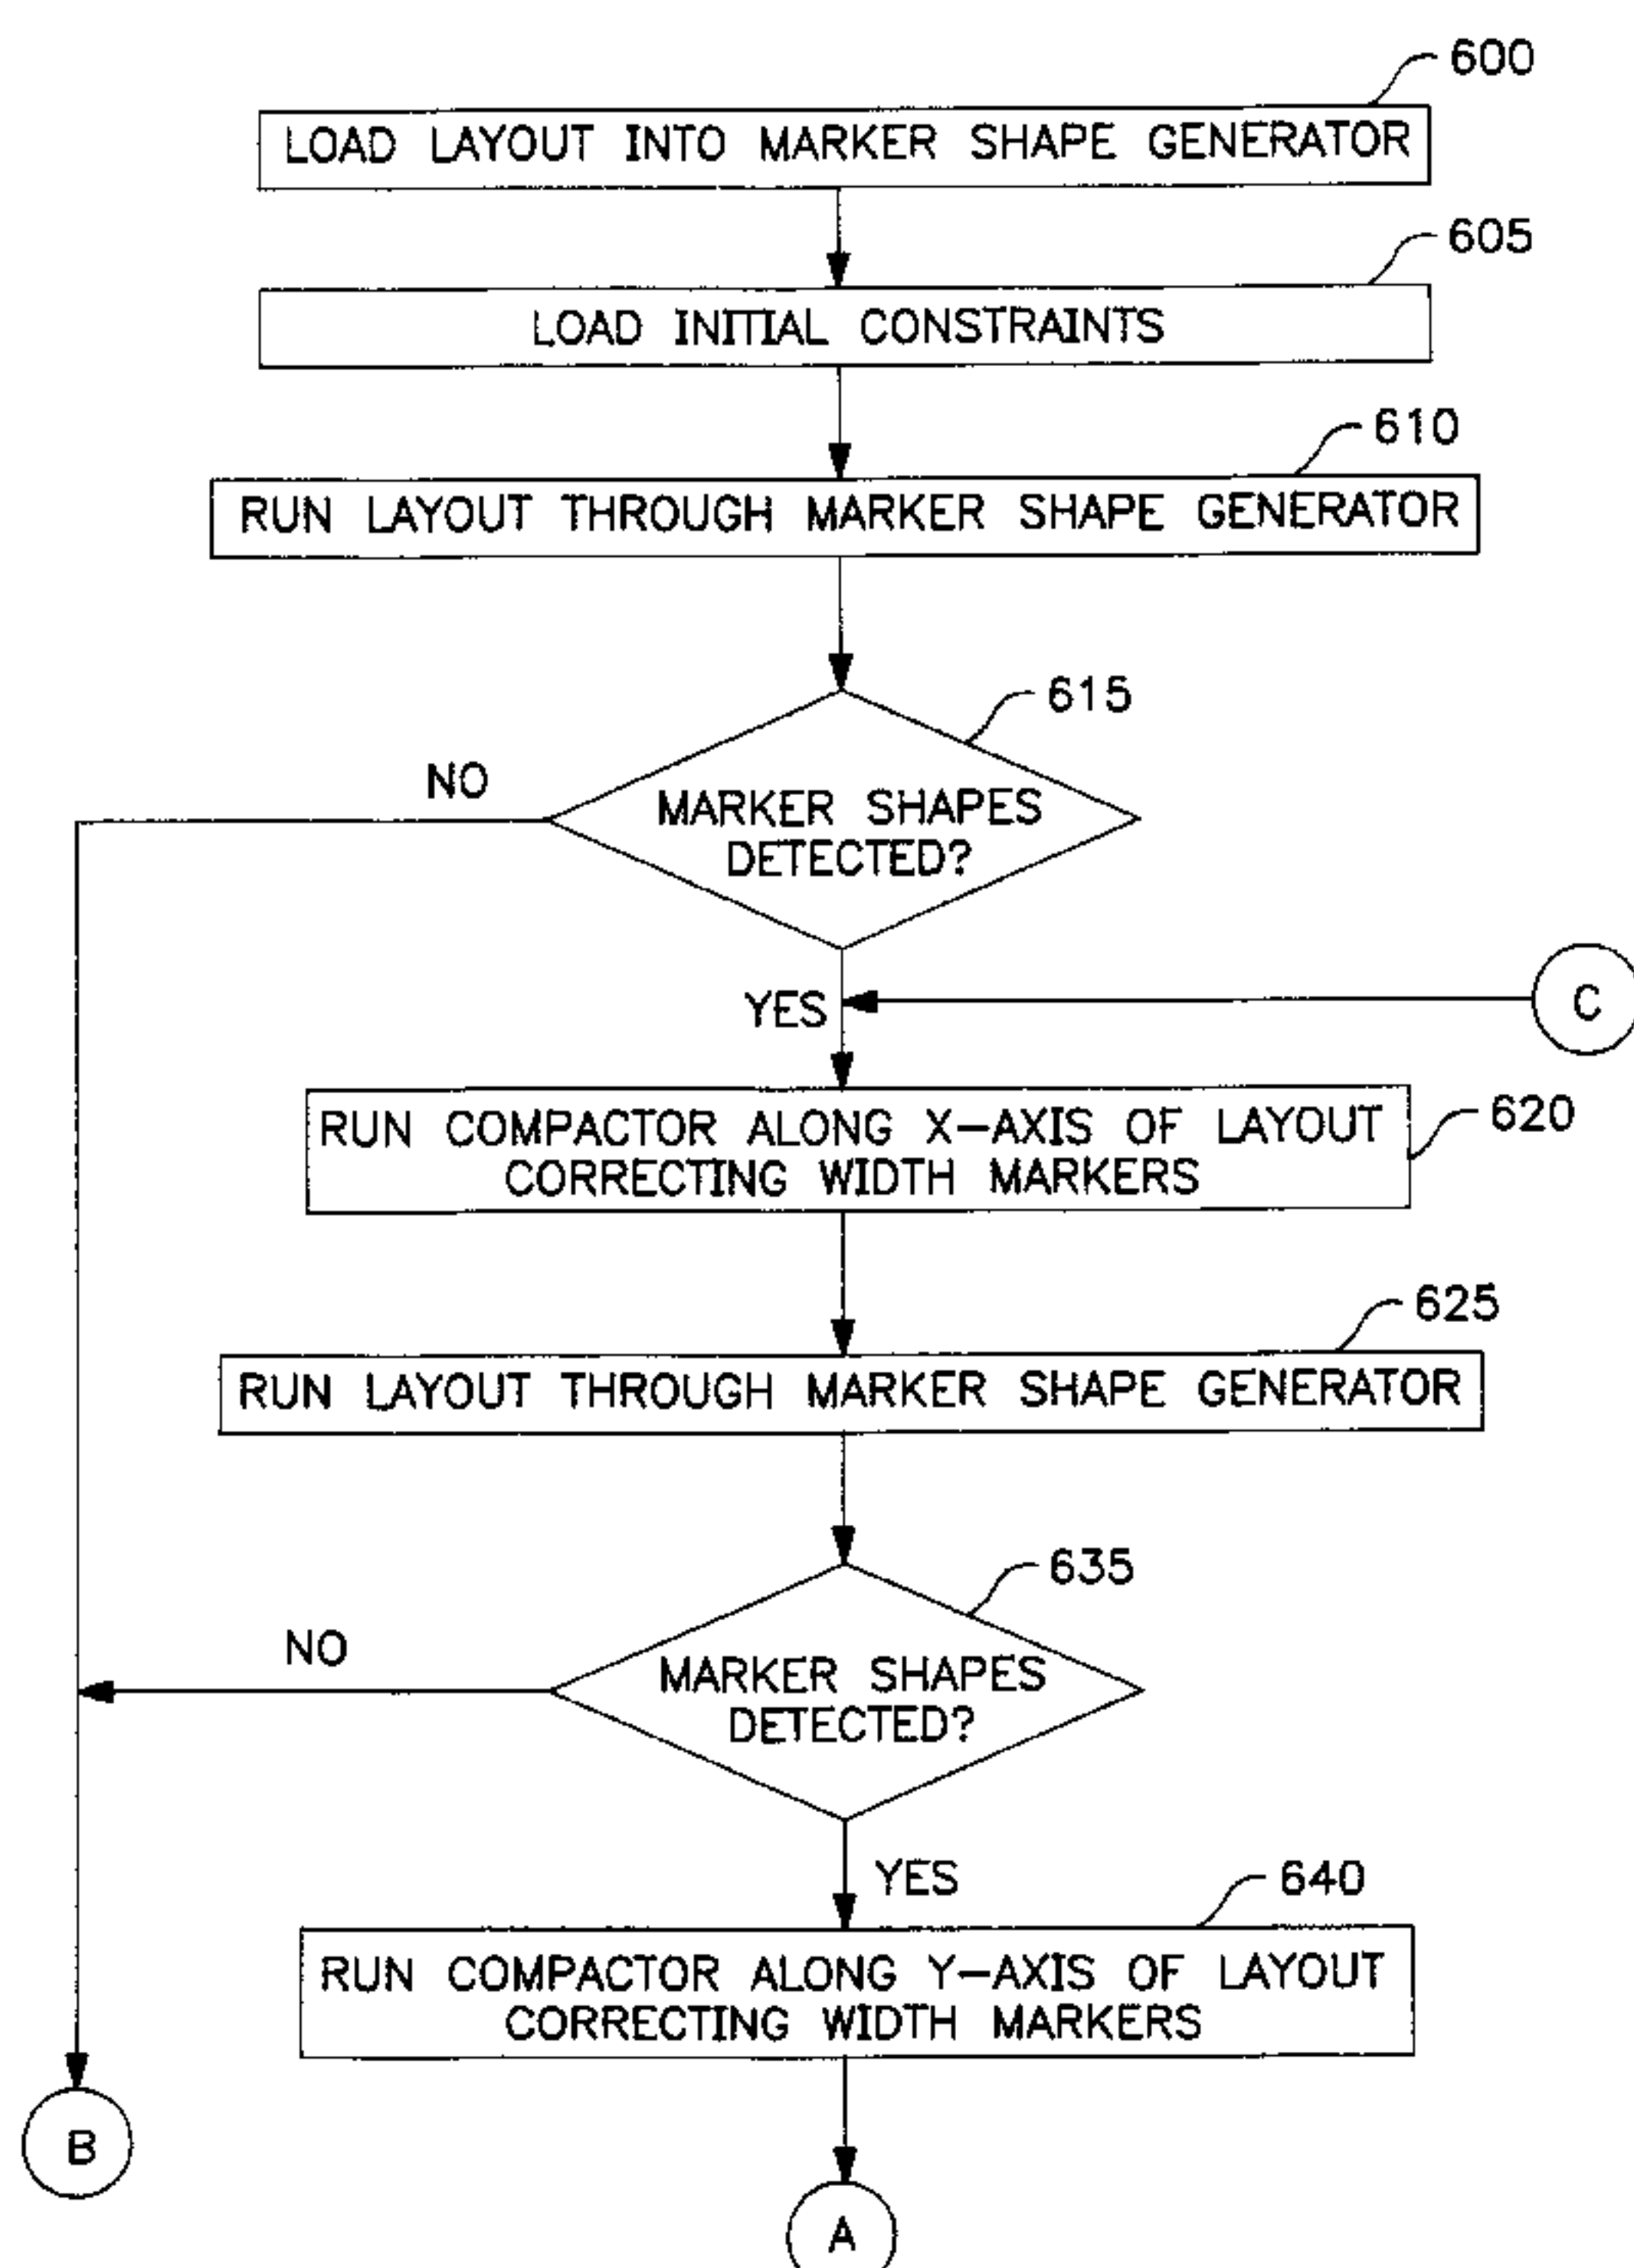 600
LOAD LAYOUT INTO MARKER SHAPE GENERATOR
605
LOAD INITIAL CONSTRAINTS
610
RUN LAYOUT THROUGH MARKER SHAPE GENERATOR
615
NO
MARKER SHAPES
DETECTED?
YES
C
RUN COMPACTOR ALONG X-AXIS OF LAYOUT
CORRECTING WIDTH MARKERS
620
625
RUN LAYOUT THROUGH MARKER SHAPE GENERATOR
635
NO
MARKER SHAPES
DETECTED?
YES
640
RUN COMPACTOR ALONG Y-AXIS OF LAYOUT
CORRECTING WIDTH MARKERS
B
A